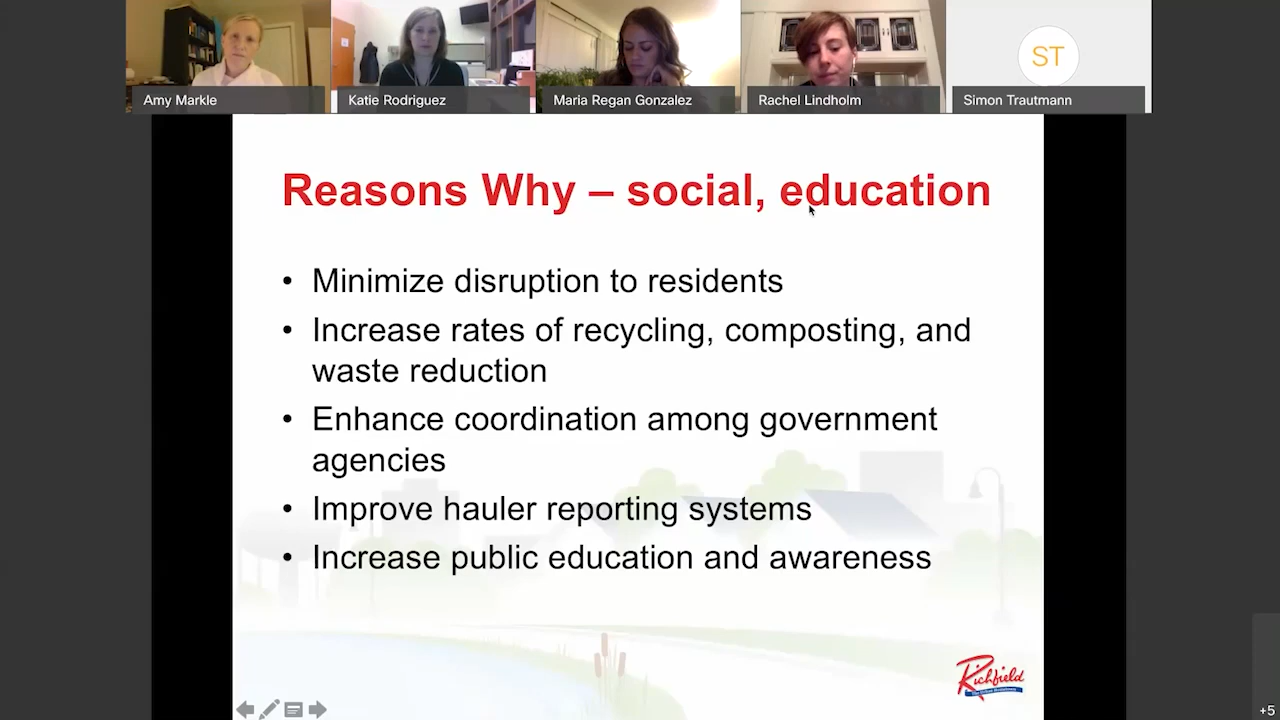 ST
Amy Markle
Katie Rodriguez
Maria Regan Gonzalez
Rachel Lindholm
Simon Trautmann
Reasons Why – social, education
• Minimize disruption to residents
• Increase rates of recycling, composting, and
waste reduction
• Enhance coordination among government
agencies
• Improve hauler reporting systems
• Increase public education and awareness
Richfield
+5